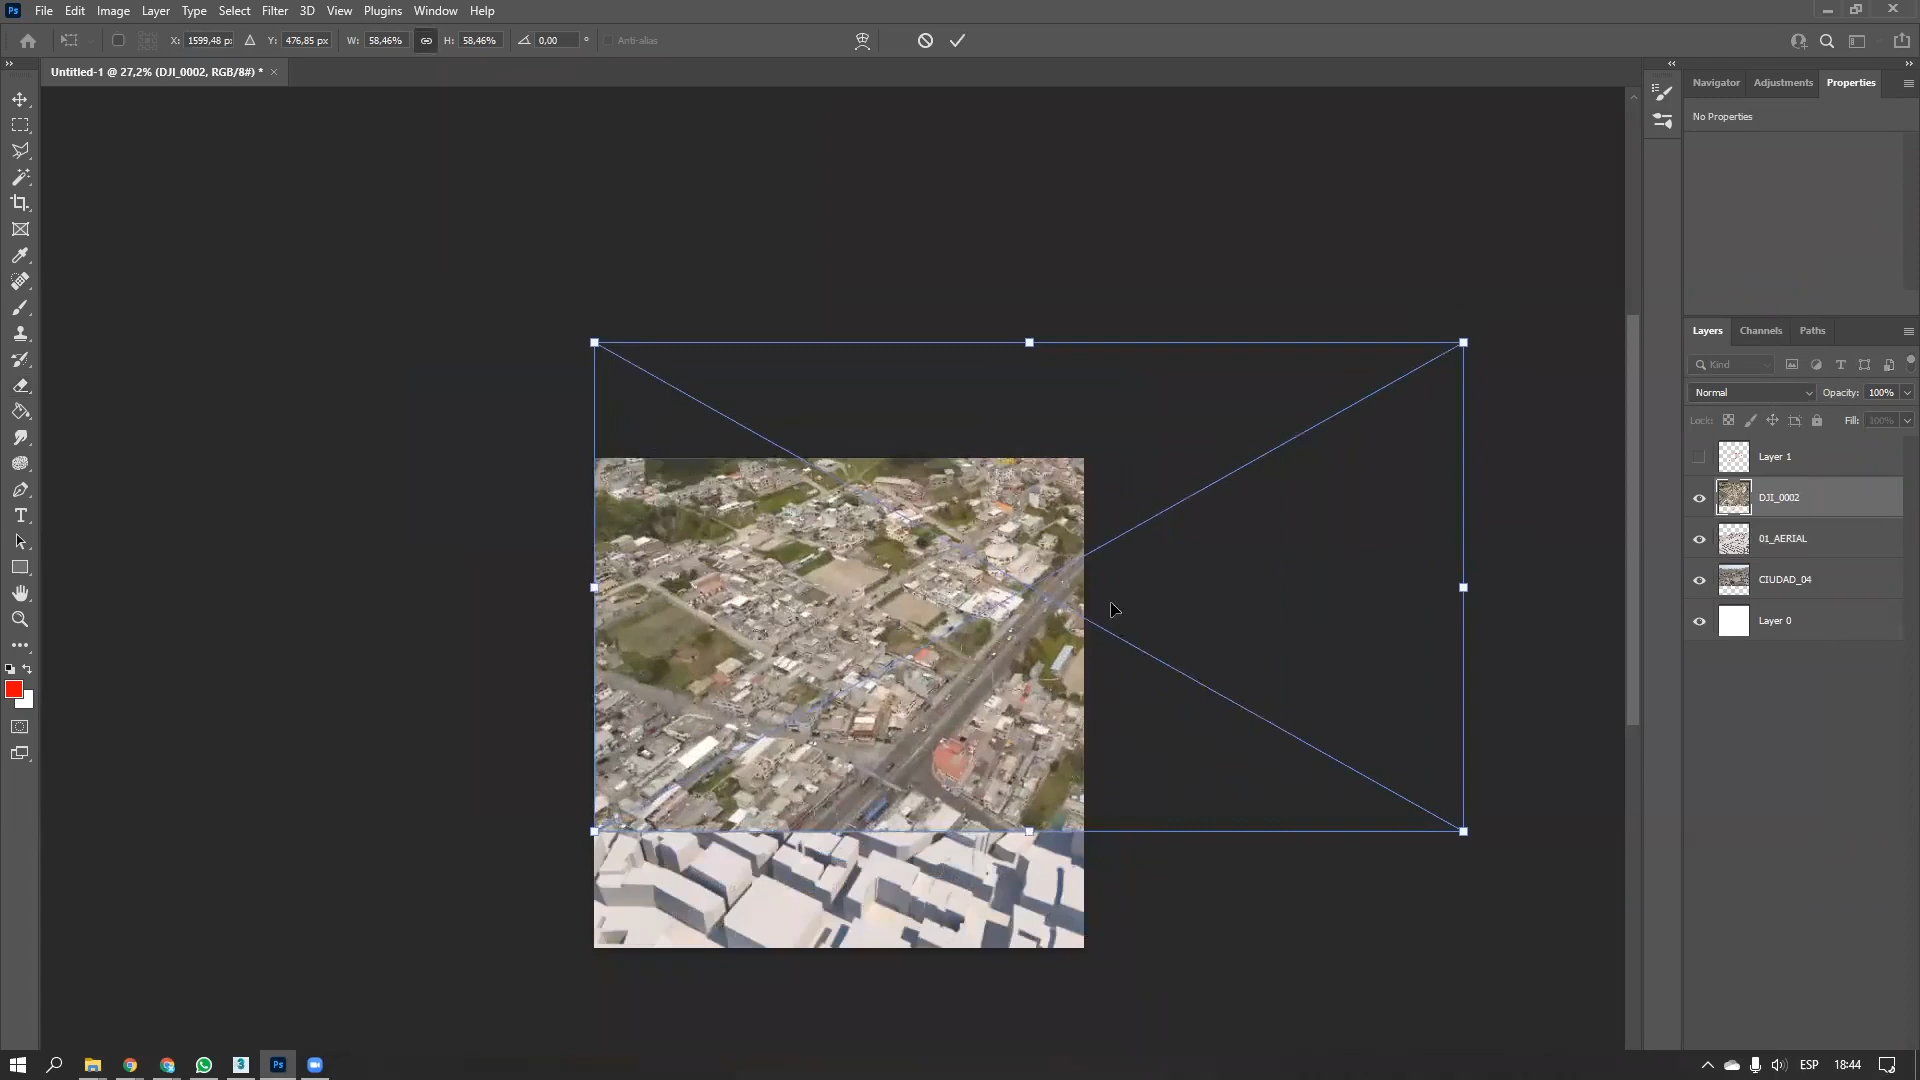 Ps File Edit Image Layer Type Select Filter 3D View Plugins Window Help
X: 1599,48 px Y: 476,85 px W: 58,46% H: 58,46% 0,00 ° Anti-alias
Untitled-1 @ 27,2% (DJI_0002, RGB/8#) * ×
Navigator Adjustments Properties
No Properties
Layers Channels Paths
Kind
Normal Opacity: 100%
Lock: Fill: 100%
Layer 1
DJI_0002
01_AERIAL
CIUDAD_04
Layer 0
3 Ps ESP 18:44